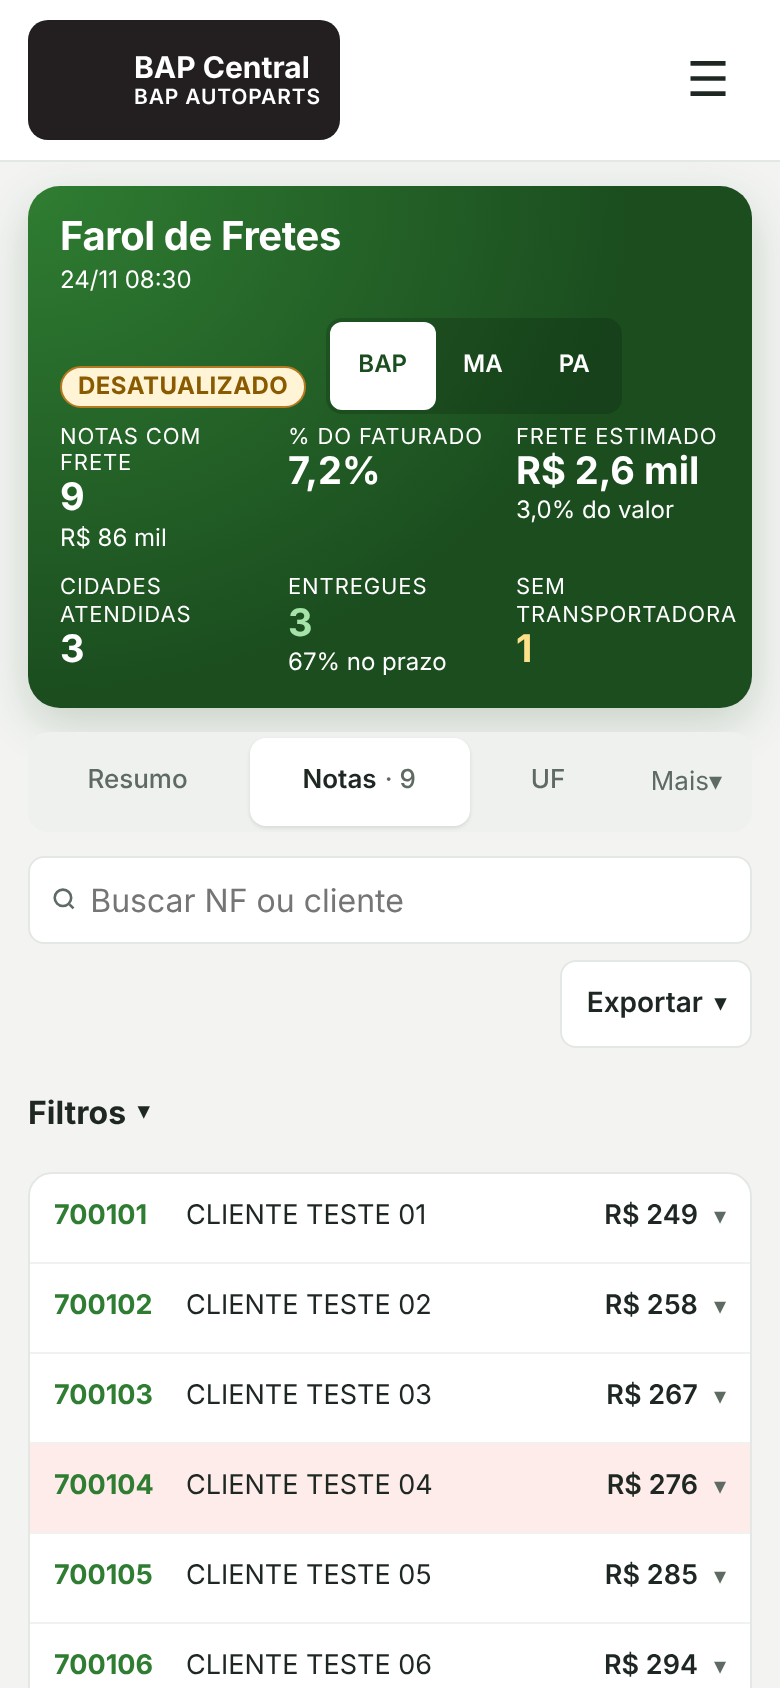 BAP Central
BAP AUTOPARTS
☰
Farol de Fretes
24/11 08:30
DESATUALIZADO
BAP MA PA
NOTAS COM
FRETE
9
R$ 86 mil
% DO FATURADO
7,2%
FRETE ESTIMADO
R$ 2,6 mil
3,0% do valor
CIDADES
ATENDIDAS
3
ENTREGUES
3
67% no prazo
SEM
TRANSPORTADORA
1
Resumo Notas · 9 UF Mais▾
Buscar NF ou cliente
Exportar ▾
Filtros ▾
700101 CLIENTE TESTE 01 R$ 249 ▾
700102 CLIENTE TESTE 02 R$ 258 ▾
700103 CLIENTE TESTE 03 R$ 267 ▾
700104 CLIENTE TESTE 04 R$ 276 ▾
700105 CLIENTE TESTE 05 R$ 285 ▾
700106 CLIENTE TESTE 06 R$ 294 ▾